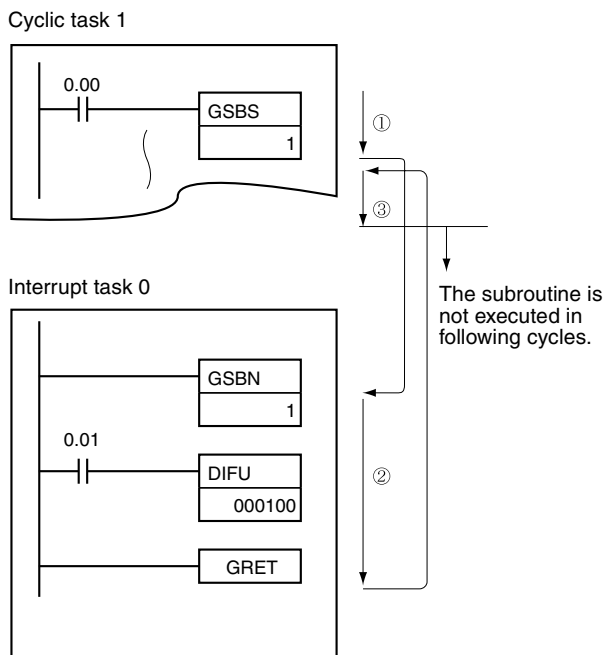 Cyclic task 1
0.00
GSBS
1
①
③
The subroutine is
not executed in
following cycles.
Interrupt task 0
GSBN
1
0.01
DIFU
000100
②
GRET